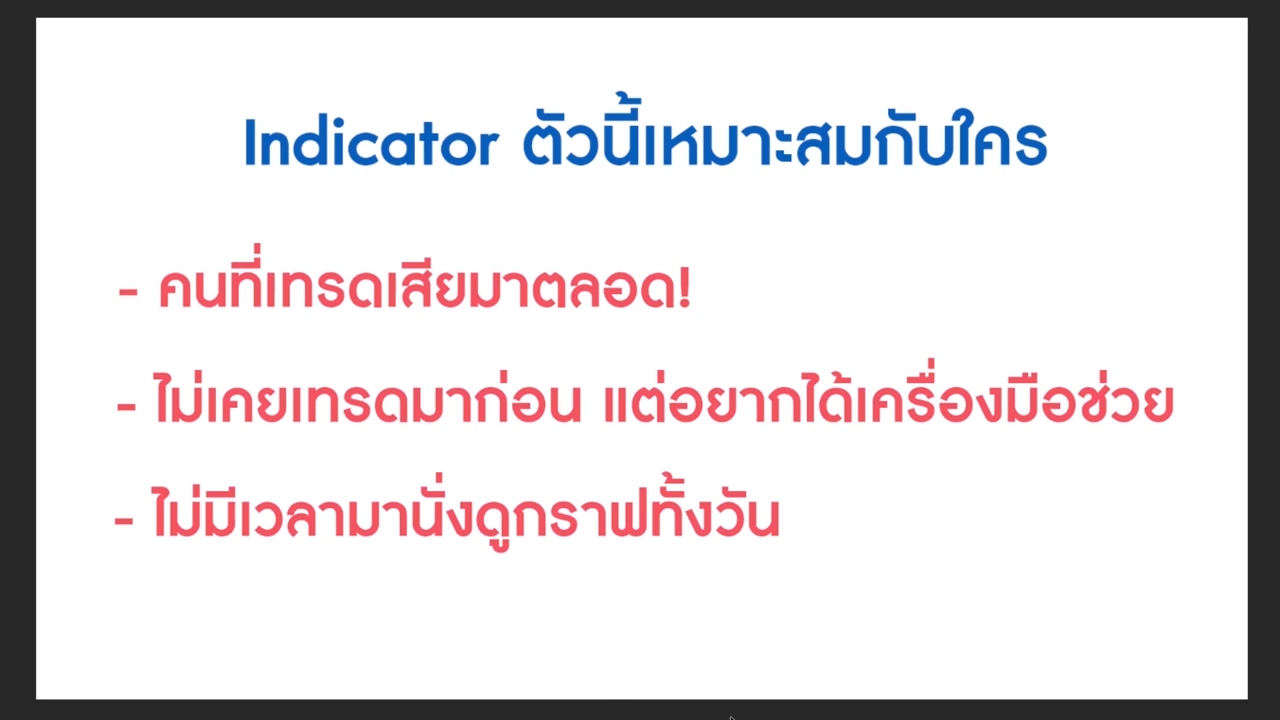 Indicator ตัวนี้เหมาะสมกับใคร
- คนที่เทรดเสียมาตลอด!
- ไม่เคยเทรดมาก่อน แต่อยากได้เครื่องมือช่วย
- ไม่มีเวลามานั่งดูกราฟทั้งวัน